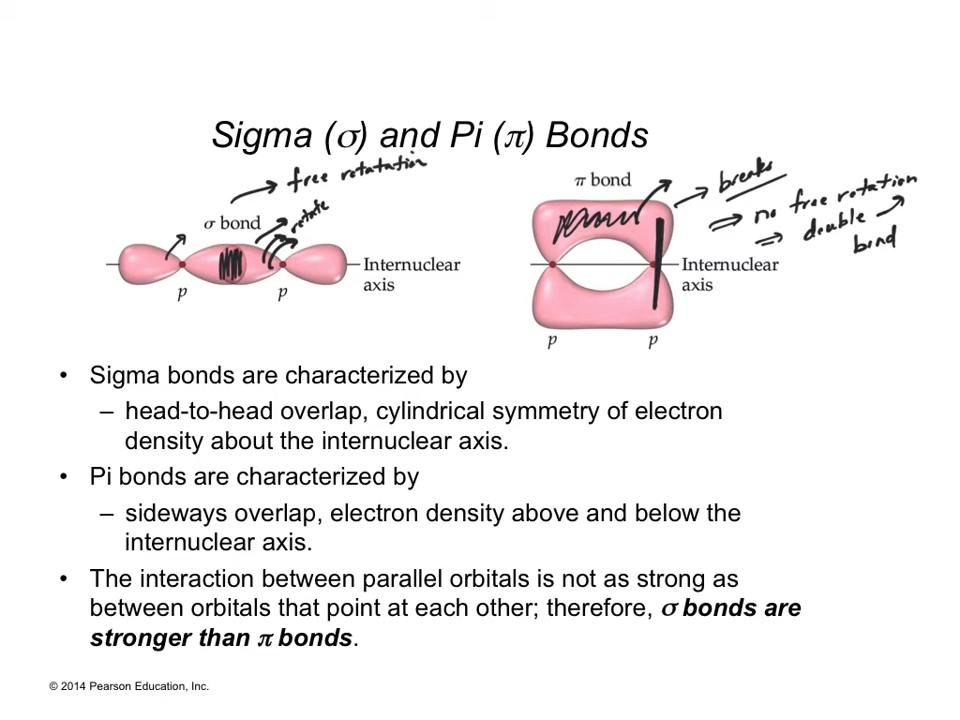 Sigma (σ) and Pi (π) Bonds
→ free rotatation
rotate
σ bond
p
p
Internuclear
axis
π bond
→ breaks
⇒ no free rotation
⇒ double
bond
Internuclear
axis
p
p
• Sigma bonds are characterized by
– head-to-head overlap, cylindrical symmetry of electron
density about the internuclear axis.
• Pi bonds are characterized by
– sideways overlap, electron density above and below the
internuclear axis.
• The interaction between parallel orbitals is not as strong as
between orbitals that point at each other; therefore, σ bonds are
stronger than π bonds.
© 2014 Pearson Education, Inc.